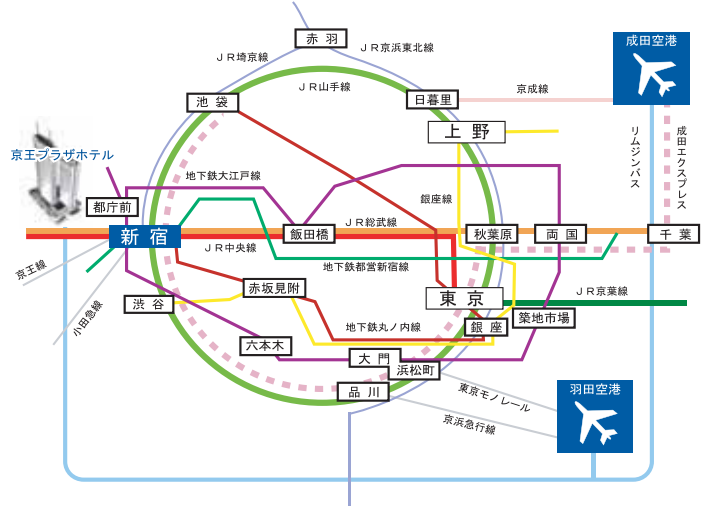 赤羽
JR埼京線
JR京浜東北線
成田空港
JR山手線
京成線
池袋
日暮里
上野
リムジンバス
成田エクスプレス
京王プラザホテル
地下鉄大江戸線
銀座線
都庁前
JR総武線
新宿
飯田橋
秋葉原
両国
千葉
JR中央線
地下鉄都営新宿線
京王線
小田急線
赤坂見附
東京
JR京葉線
渋谷
地下鉄丸ノ内線
銀座
築地市場
六本木
大門
浜松町
品川
東京モノレール
京浜急行線
羽田空港